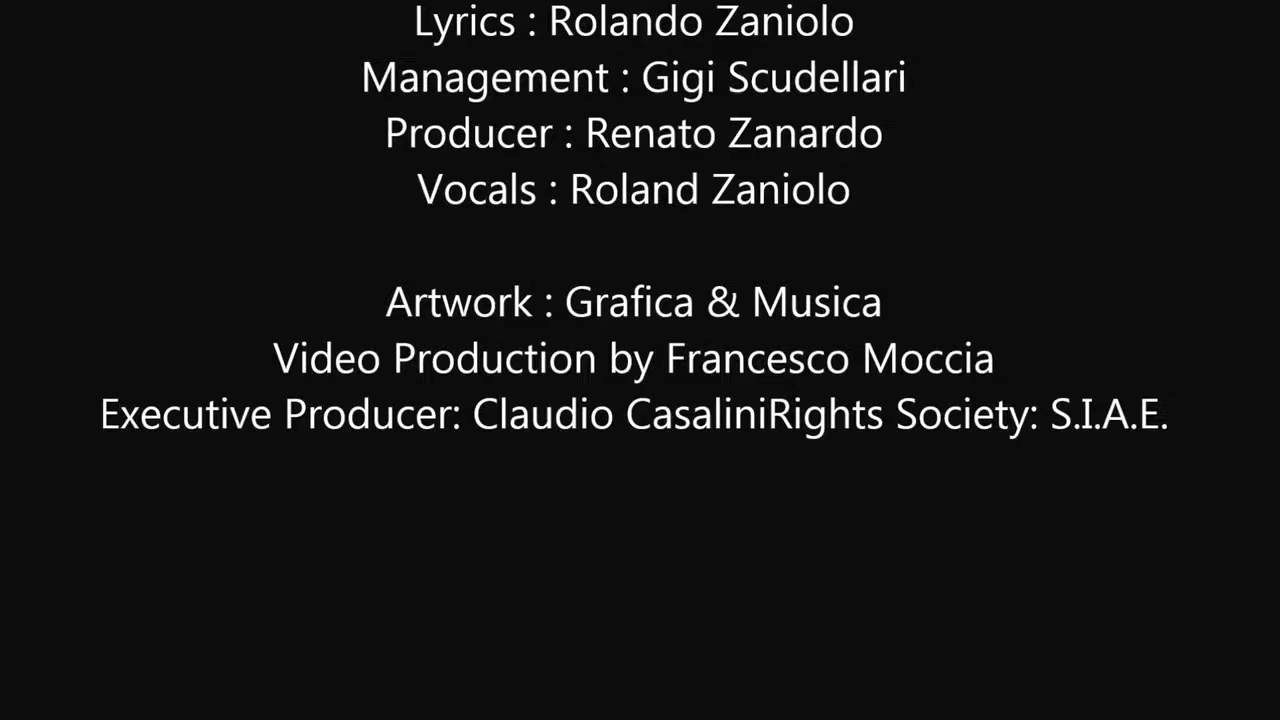 Lyrics : Rolando Zaniolo
Management : Gigi Scudellari
Producer : Renato Zanardo
Vocals : Roland Zaniolo
Artwork : Grafica & Musica
Video Production by Francesco Moccia
Executive Producer: Claudio CasaliniRights Society: S.I.A.E.